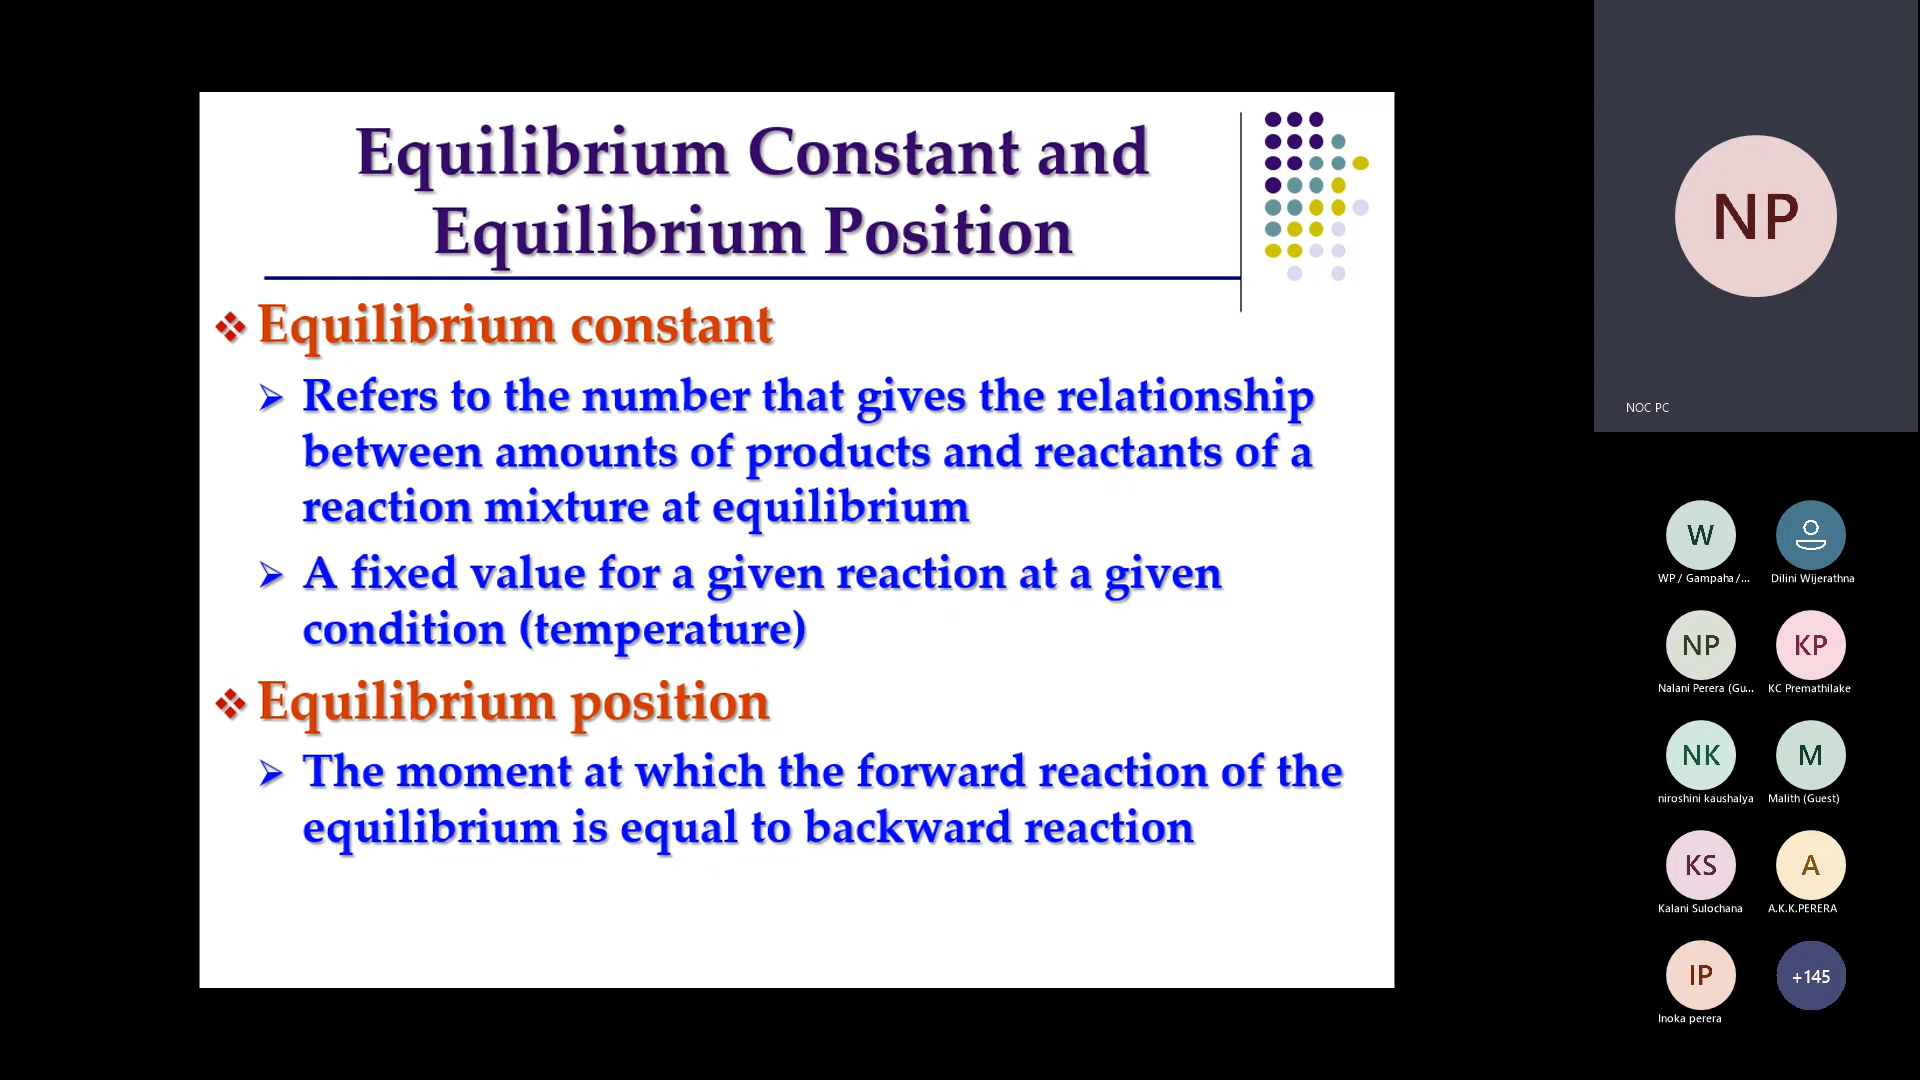 Equilibrium Constant and
Equilibrium Position
Equilibrium constant
Refers to the number that gives the relationship
between amounts of products and reactants of a
reaction mixture at equilibrium
A fixed value for a given reaction at a given
condition (temperature)
Equilibrium position
The moment at which the forward reaction of the
equilibrium is equal to backward reaction
NP
NOC PC
W
WP / Gampaha /...
Dilini Wijerathna
NP
KP
Nalani Perera (Gu...
KC Premathilake
NK
M
niroshini kaushalya
Malith (Guest)
KS
A
Kalani Sulochana
A.K.K.PERERA
IP
+145
Inoka perera